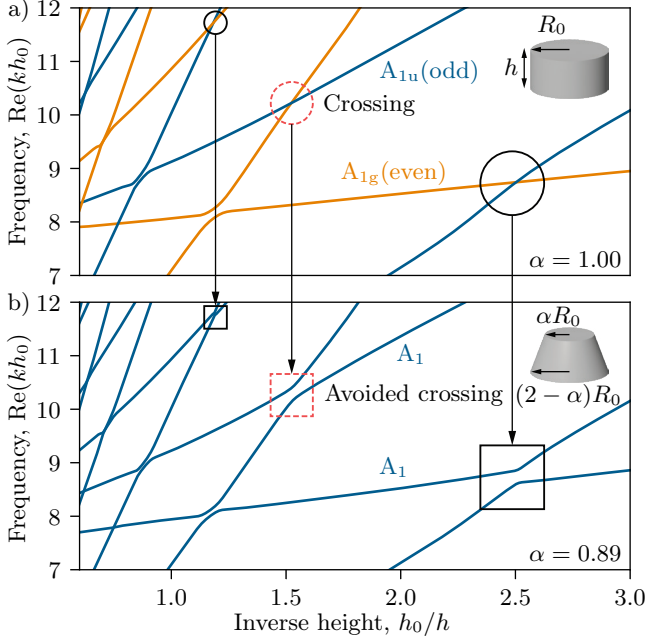 a)
12
11
10
9
8
7
Frequency, Re(kh₀)
A₁ᵤ(odd)
Crossing
A₁g(even)
R₀
h
α = 1.00
b)
12
11
10
9
8
7
Frequency, Re(kh₀)
A₁
Avoided crossing
A₁
αR₀
(2 − α)R₀
α = 0.89
1.0 1.5 2.0 2.5 3.0
Inverse height, h₀/h